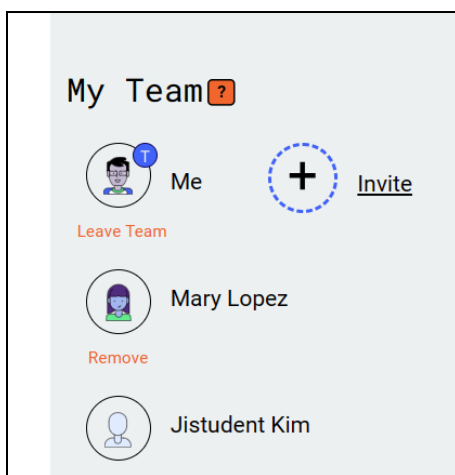 My Team ?
T
Me
Invite
Leave Team
Mary Lopez
Remove
Jistudent Kim